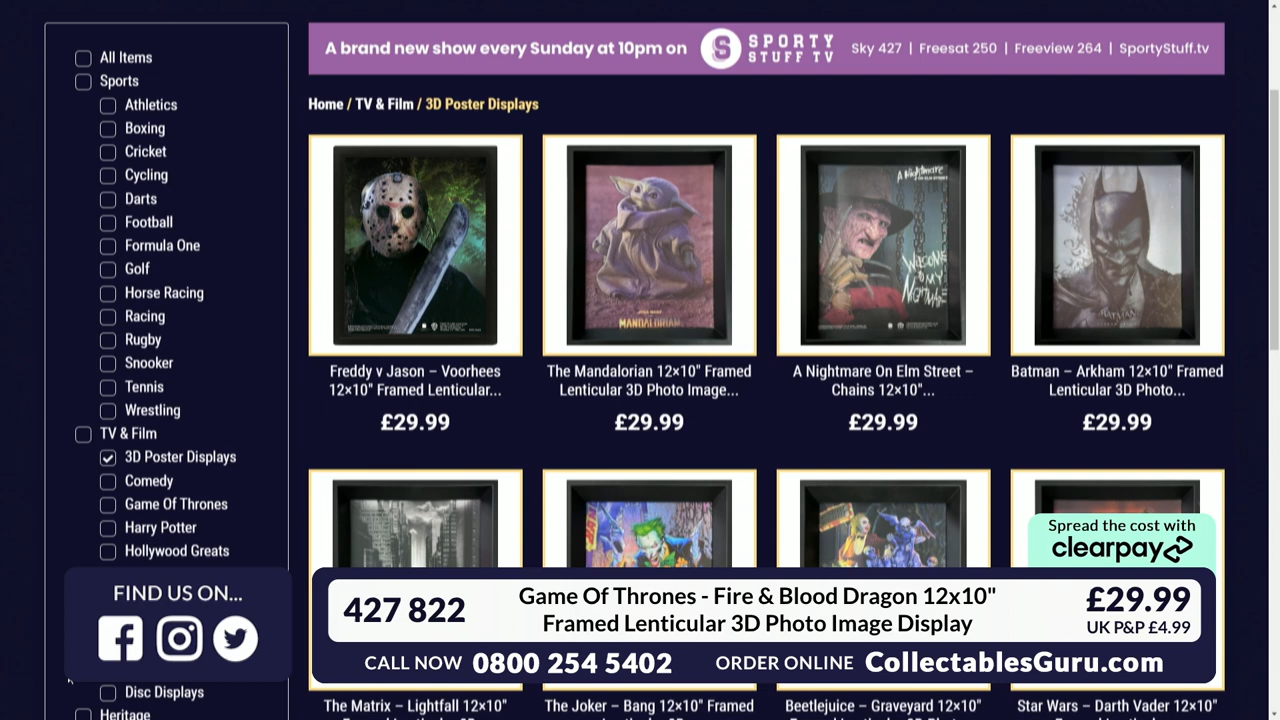 All Items
Sports
Athletics
Boxing
Cricket
Cycling
Darts
Football
Formula One
Golf
Horse Racing
Racing
Rugby
Snooker
Tennis
Wrestling
TV & Film
3D Poster Displays
Comedy
Game Of Thrones
Harry Potter
Hollywood Greats
Disc Displays
Heritage
A brand new show every Sunday at 10pm on
S SPORTY
STUFF TV
Sky 427 | Freesat 250 | Freeview 264 | SportyStuff.tv
Home / TV & Film / 3D Poster Displays
MANDALORIAN
A Nightmare
WELCOME
TO MY
NIGHTMARE
BATMAN
Freddy v Jason – Voorhees
12×10" Framed Lenticular...
£29.99
The Mandalorian 12×10" Framed
Lenticular 3D Photo Image...
£29.99
A Nightmare On Elm Street –
Chains 12×10"...
£29.99
Batman – Arkham 12×10" Framed
Lenticular 3D Photo...
£29.99
Spread the cost with
clearpay
FIND US ON...
427 822
Game Of Thrones - Fire & Blood Dragon 12x10"
Framed Lenticular 3D Photo Image Display
£29.99
UK P&P £4.99
CALL NOW 0800 254 5402
ORDER ONLINE CollectablesGuru.com
The Matrix – Lightfall 12×10"
The Joker – Bang 12×10" Framed
Beetlejuice – Graveyard 12×10"
Star Wars – Darth Vader 12×10"